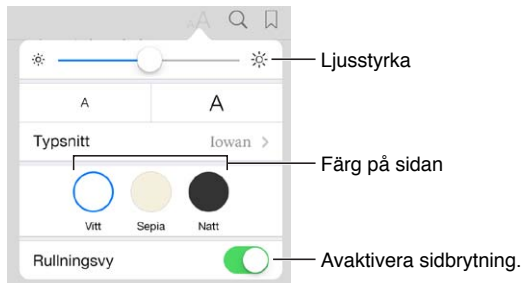 AA
Ljusstyrka
A A
Typsnitt Iowan >
Färg på sidan
Vitt Sepia Natt
Rullningsvy
Avaktivera sidbrytning.